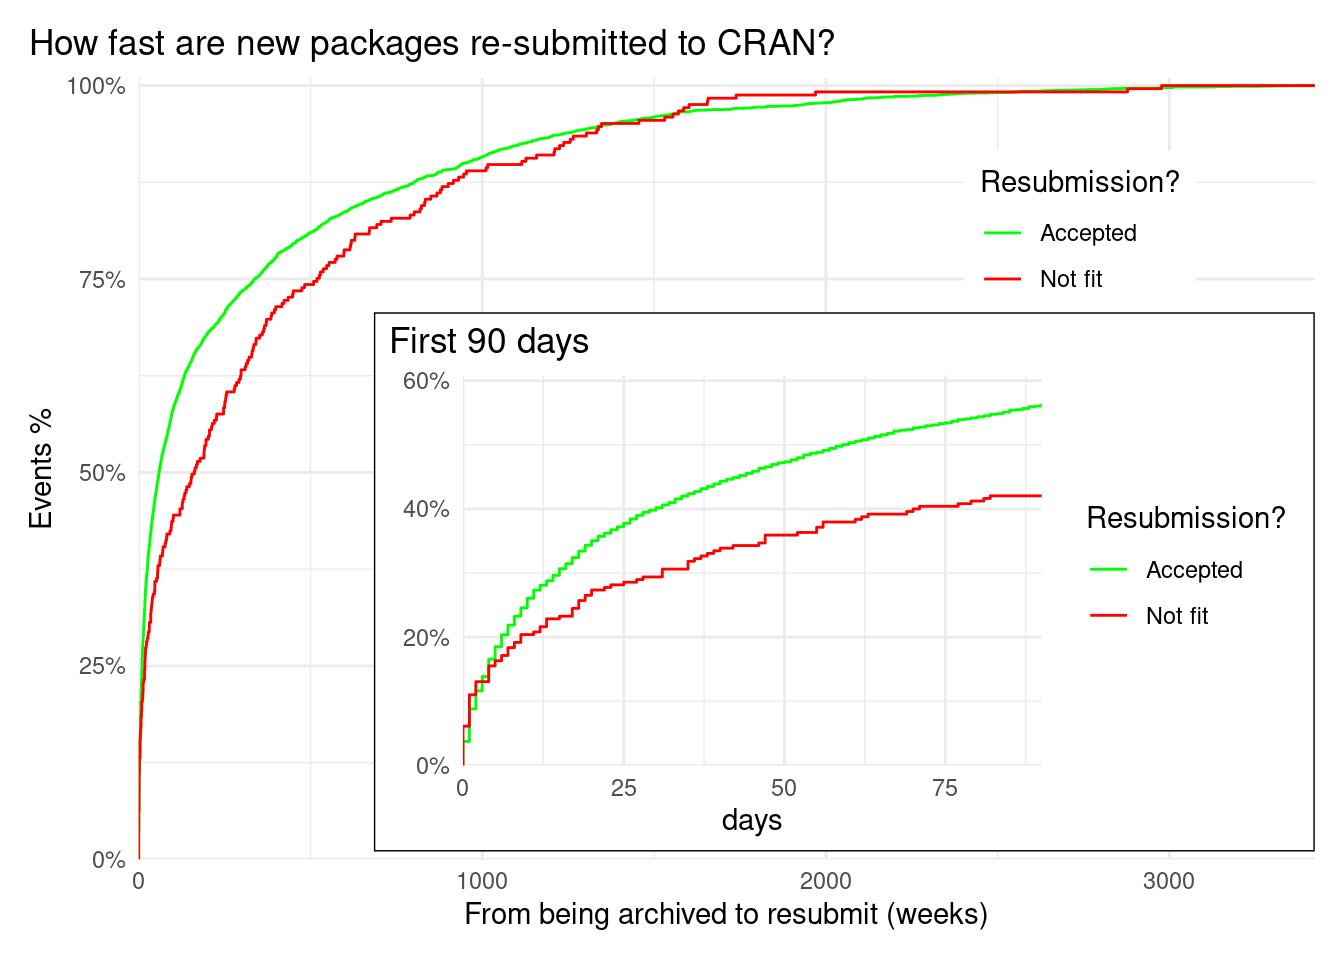 How fast are new packages re-submitted to CRAN?
100%
75%
50%
25%
0%
Events %
Resubmission?
Accepted
Not fit
First 90 days
60%
40%
20%
0%
0 25 50 75
days
Resubmission?
Accepted
Not fit
0 1000 2000 3000
From being archived to resubmit (weeks)